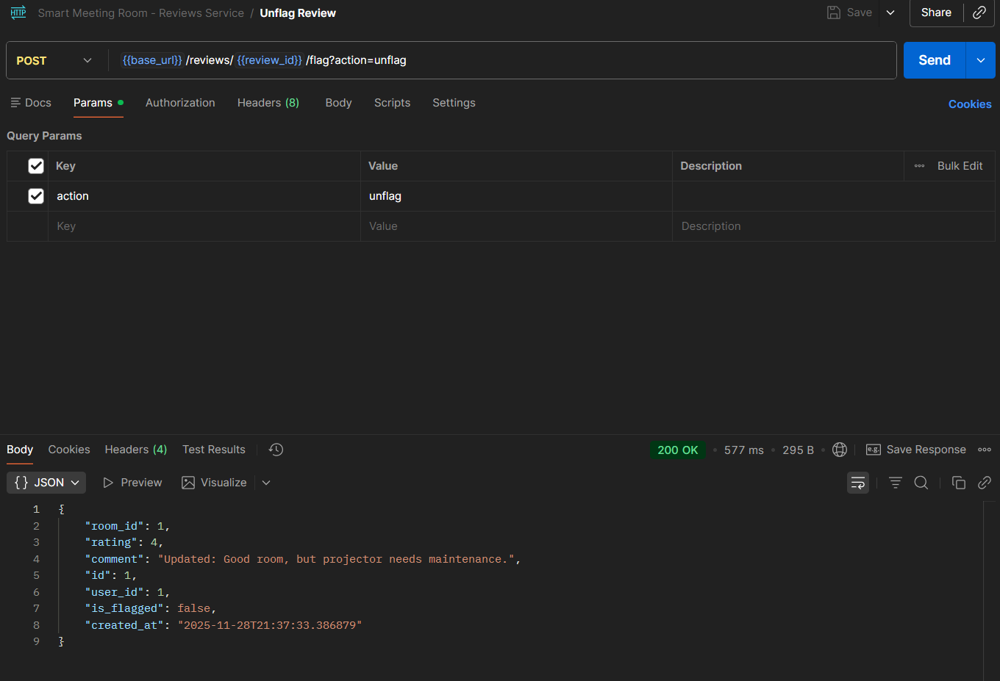 HTTP Smart Meeting Room - Reviews Service / Unflag Review Save Share
POST {{base_url}}/reviews/{{review_id}}/flag?action=unflag Send
Docs Params Authorization Headers (8) Body Scripts Settings Cookies
Query Params
Key Value Description Bulk Edit
action unflag
Key Value Description
Body Cookies Headers (4) Test Results 200 OK 577 ms 295 B e.g. Save Response
{} JSON Preview Visualize
1 {
2 "room_id": 1,
3 "rating": 4,
4 "comment": "Updated: Good room, but projector needs maintenance.",
5 "id": 1,
6 "user_id": 1,
7 "is_flagged": false,
8 "created_at": "2025-11-28T21:37:33.386879"
9 }